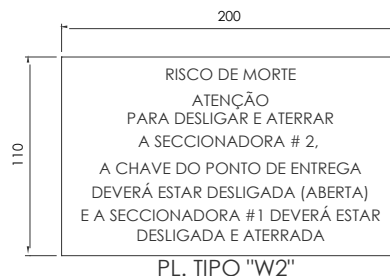 200
110
RISCO DE MORTE
ATENÇÃO
PARA DESLIGAR E ATERRAR
A SECCIONADORA # 2,
A CHAVE DO PONTO DE ENTREGA
DEVERÁ ESTAR DESLIGADA (ABERTA)
E A SECCIONADORA #1 DEVERÁ ESTAR
DESLIGADA E ATERRADA
PL. TIPO "W2"